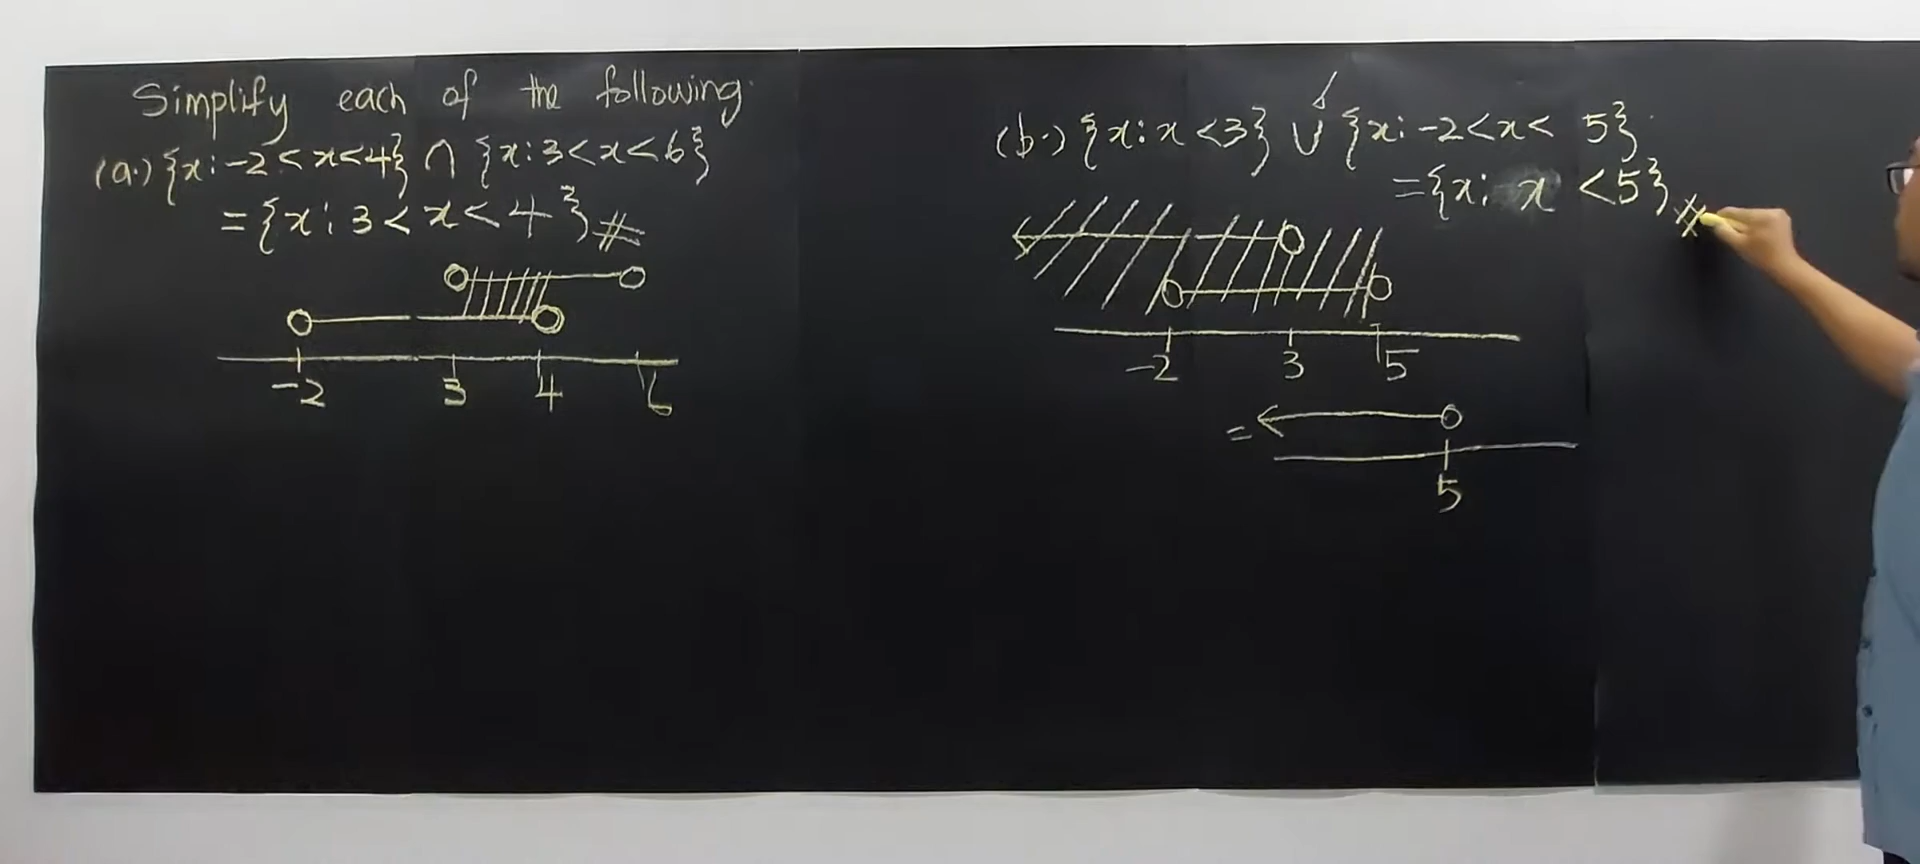 Simplify each of the following.
(a.) {x: -2 < x < 4} ∩ {x: 3 < x < 6}
= {x: 3 < x < 4} #
-2 3 4 6
(b.) {x: x < 3} ∪ {x: -2 < x < 5}.
= {x: x < 5} #
-2 3 5
=
5